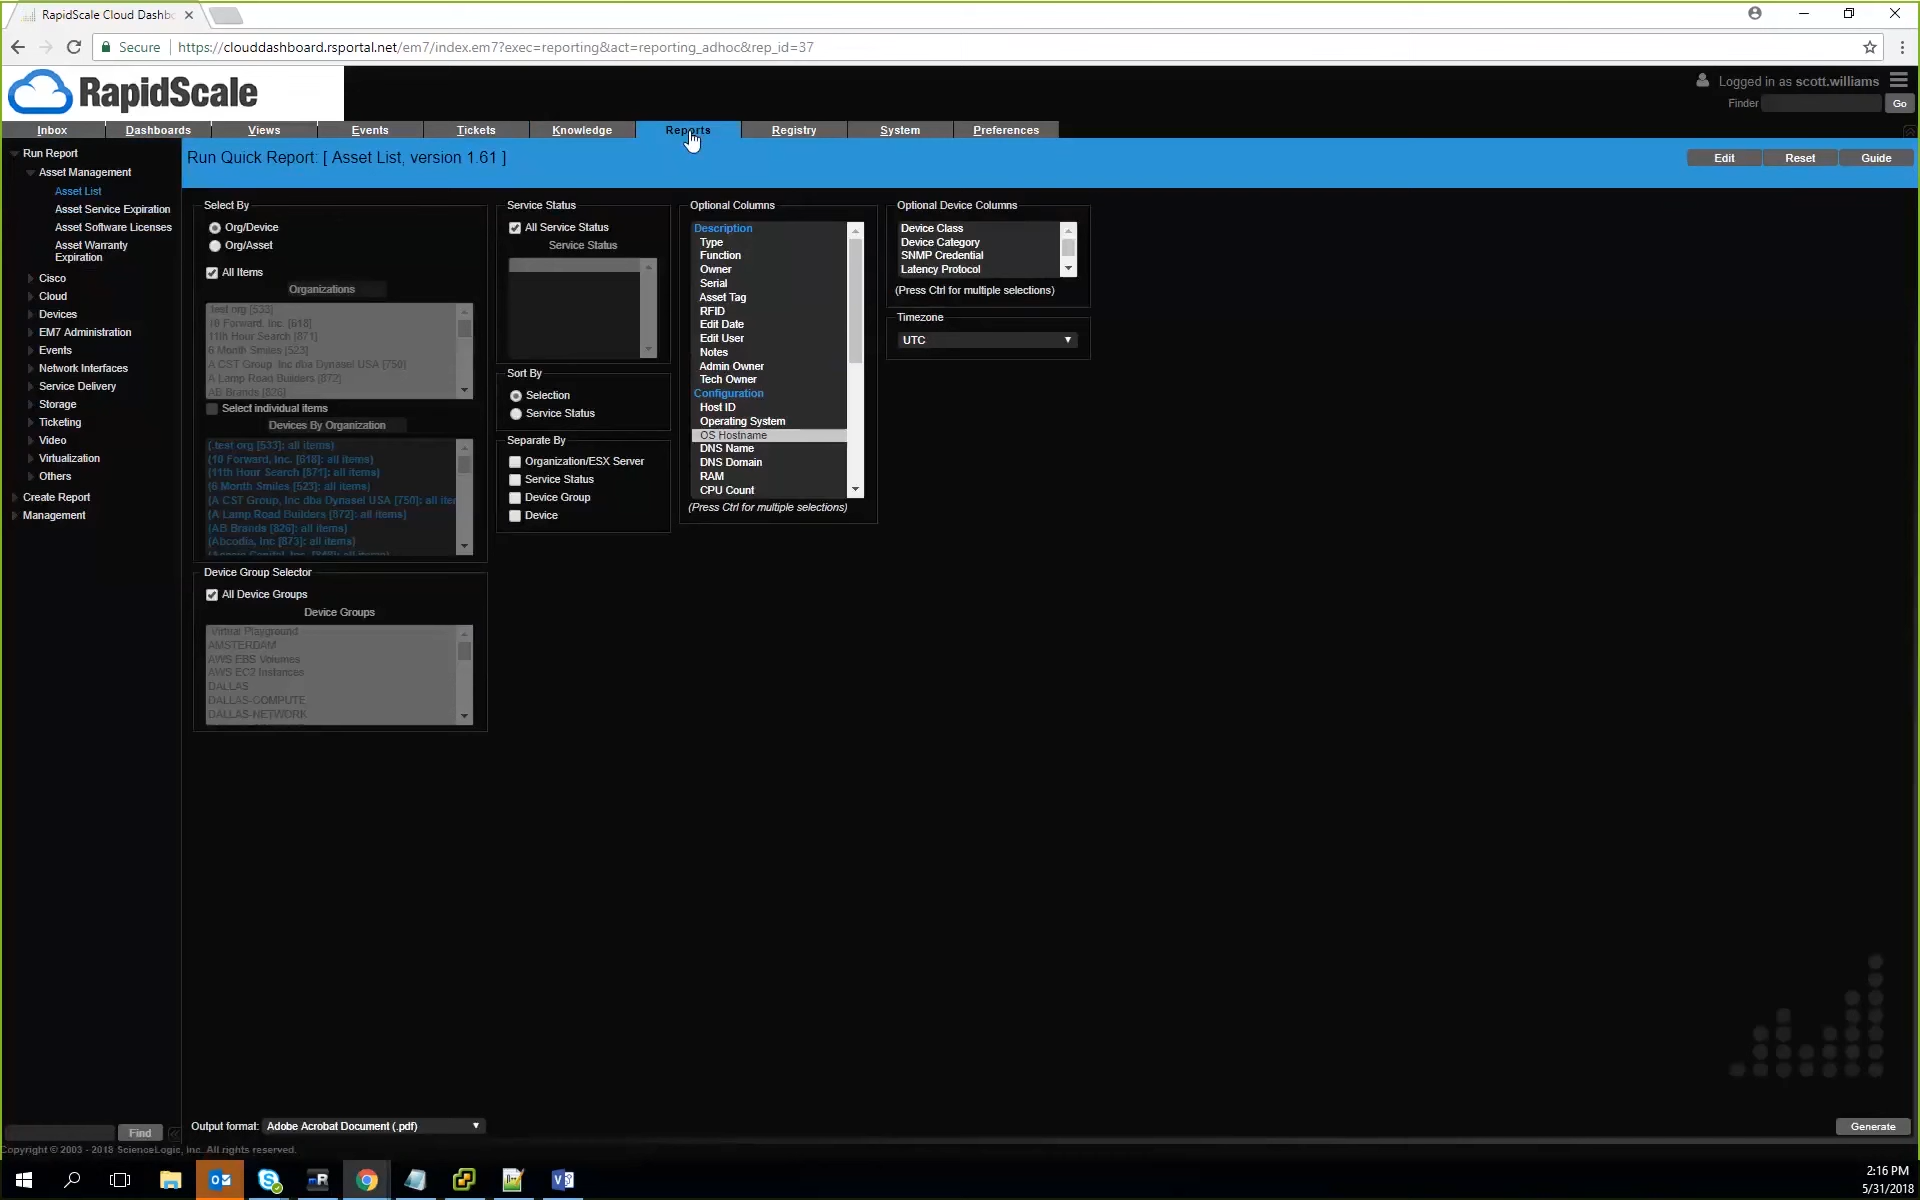 RapidScale Cloud Dashb
Secure
https://clouddashboard.rsportal.net/em7/index.em7?exec=reporting&act=reporting_adhoc&rep_id=37
RapidScale
Logged in as scott.williams
Finder
Go
Inbox
Dashboards
Views
Events
Tickets
Knowledge
Reports
Registry
System
Preferences
Run Quick Report: [ Asset List, version 1.61 ]
Edit
Reset
Guide
Run Report
Asset Management
Asset List
Asset Service Expiration
Asset Software Licenses
Asset Warranty
Expiration
Cisco
Cloud
Devices
EM7 Administration
Events
Network Interfaces
Service Delivery
Storage
Ticketing
Video
Virtualization
Others
Create Report
Management
Select By
Org/Device
Org/Asset
All Items
Organizations
.test org [533]
10 Forward, Inc. [618]
11th Hour Search [871]
6 Month Smiles [523]
A CST Group, Inc dba Dynasel USA [750]
A Lamp Road Builders [872]
AB Brands [826]
Select individual items
Devices By Organization
(.test org [533]: all items)
(10 Forward, Inc. [618]: all items)
(11th Hour Search [871]: all items)
(6 Month Smiles [523]: all items)
(A CST Group, Inc dba Dynasel USA [750]: all iter
(A Lamp Road Builders [872]: all items)
(AB Brands [826]: all items)
(Abcodia, Inc [873]: all items)
Device Group Selector
All Device Groups
Device Groups
Virtual Playground
AMSTERDAM
AWS EBS Volumes
AWS EC2 Instances
DALLAS
DALLAS-COMPUTE
DALLAS-NETWORK
Service Status
All Service Status
Service Status
Sort By
Selection
Service Status
Separate By
Organization/ESX Server
Service Status
Device Group
Device
Optional Columns
Description
Type
Function
Owner
Serial
Asset Tag
RFID
Edit Date
Edit User
Notes
Admin Owner
Tech Owner
Configuration
Host ID
Operating System
OS Hostname
DNS Name
DNS Domain
RAM
CPU Count
(Press Ctrl for multiple selections)
Optional Device Columns
Device Class
Device Category
SNMP Credential
Latency Protocol
(Press Ctrl for multiple selections)
Timezone
UTC
Find
Output format:
Adobe Acrobat Document (.pdf)
Generate
Copyright © 2003 - 2018 ScienceLogic, Inc. All rights reserved.
2:16 PM
5/31/2018